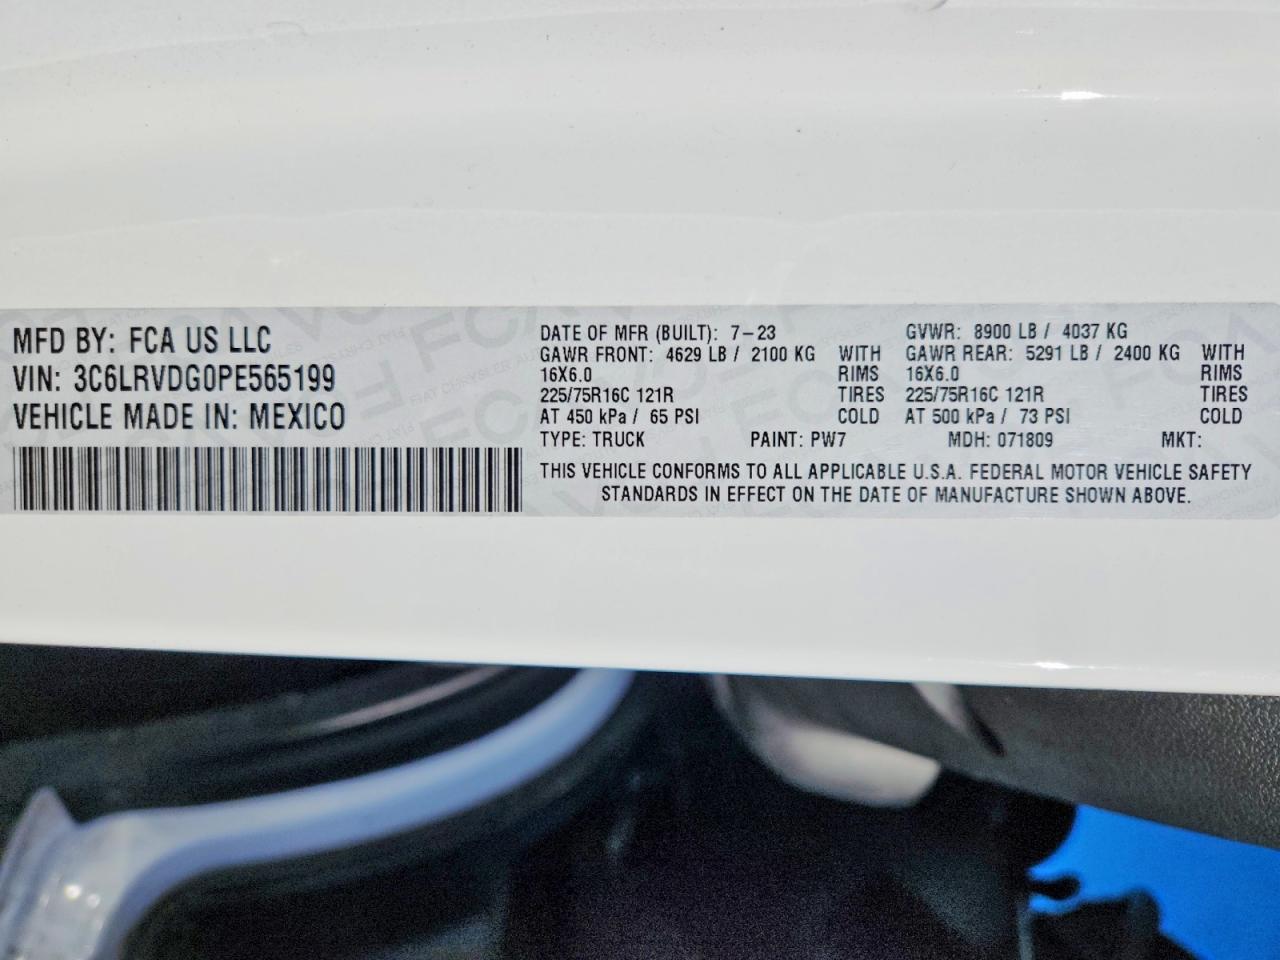 MFD BY: FCA US LLC
VIN: 3C6LRVDG0PE565199
VEHICLE MADE IN: MEXICO
DATE OF MFR (BUILT): 7-23
GAWR FRONT: 4629 LB / 2100 KG WITH
16X6.0 RIMS
225/75R16C 121R TIRES
AT 450 kPa / 65 PSI COLD
GVWR: 8900 LB / 4037 KG
GAWR REAR: 5291 LB / 2400 KG WITH
16X6.0 RIMS
225/75R16C 121R TIRES
AT 500 kPa / 73 PSI COLD
TYPE: TRUCK PAINT: PW7 MDH: 071809 MKT:
THIS VEHICLE CONFORMS TO ALL APPLICABLE U.S.A. FEDERAL MOTOR VEHICLE SAFETY
STANDARDS IN EFFECT ON THE DATE OF MANUFACTURE SHOWN ABOVE.